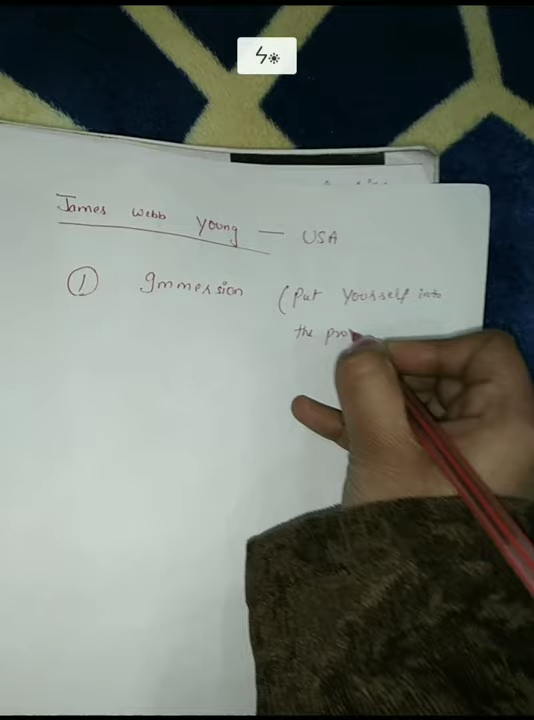 James Webb Young — USA
① Immersion (Put Yourself into
the pro